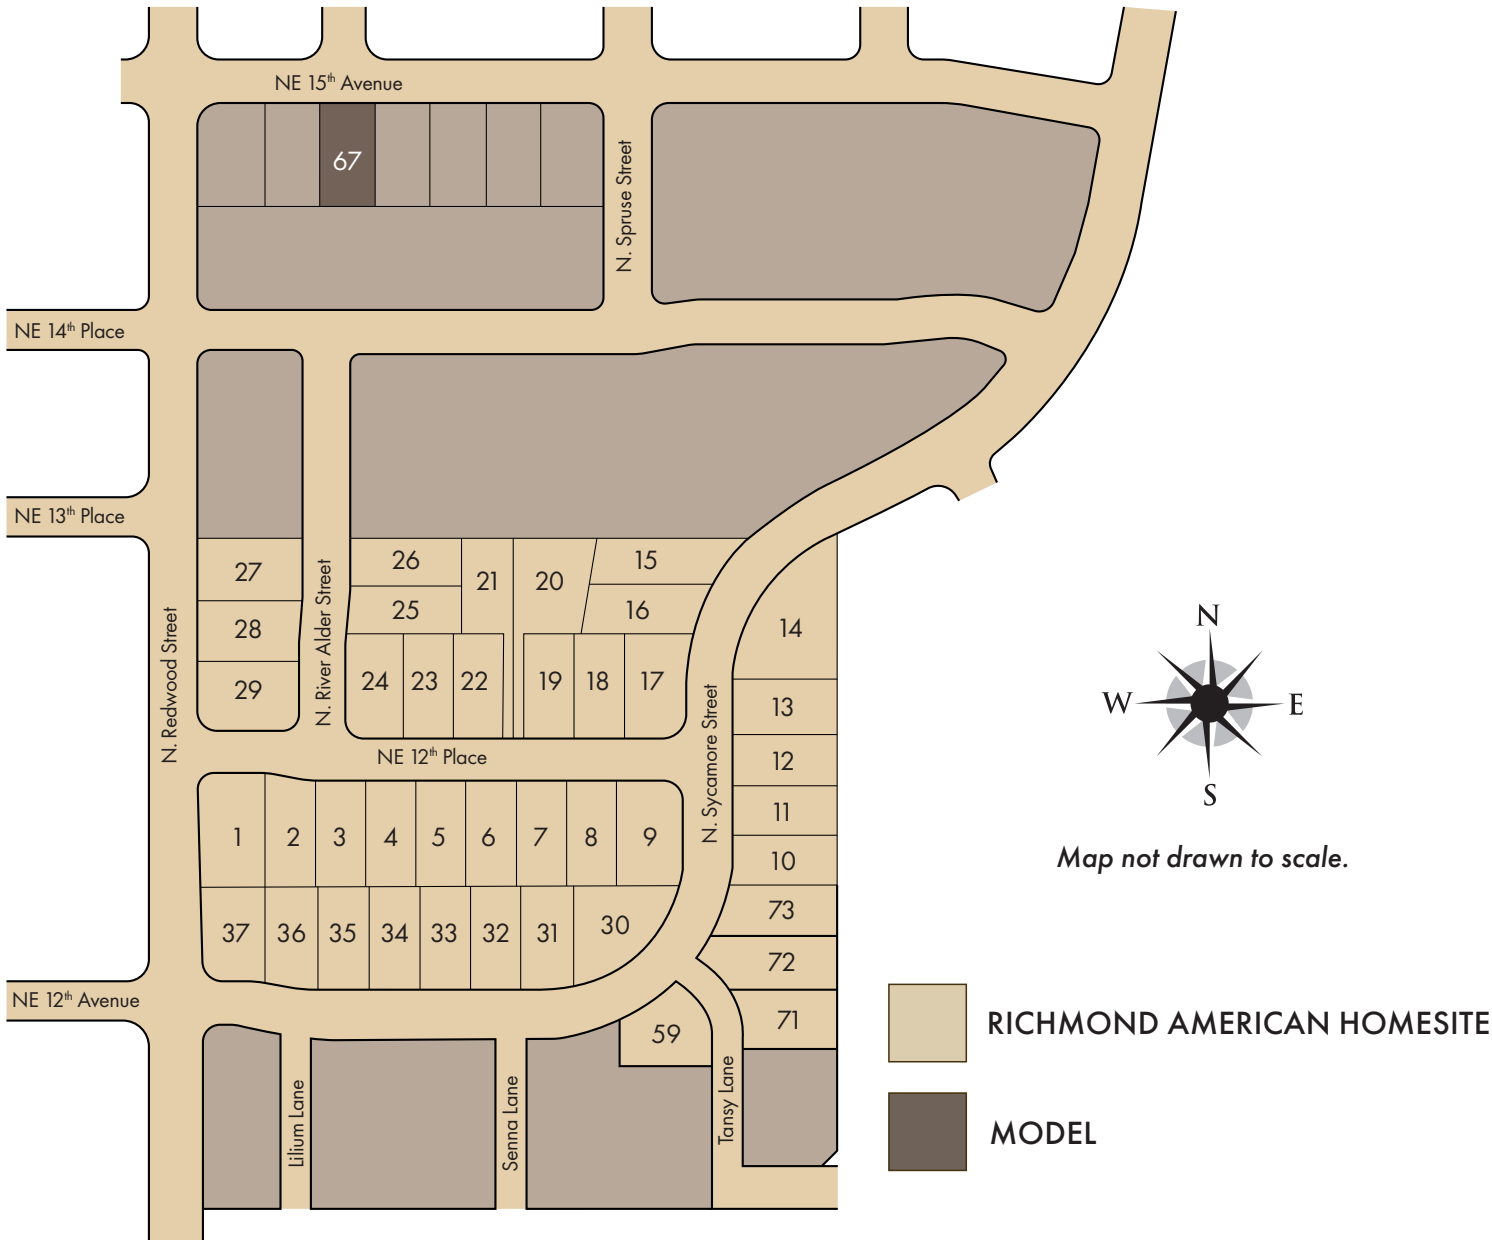 NE 15th Avenue
67
N. Spruse Street
NE 14th Place
NE 13th Place
27
26
21
20
15
28
25
16
14
29
24
23
22
19
18
17
13
N. Redwood Street
N. River Alder Street
N. Sycamore Street
NE 12th Place
12
11
1
2
3
4
5
6
7
8
9
10
37
36
35
34
33
32
31
30
73
72
NE 12th Avenue
59
71
Lilium Lane
Senna Lane
Tansy Lane
N
W
E
S
Map not drawn to scale.
RICHMOND AMERICAN HOMESITE
MODEL